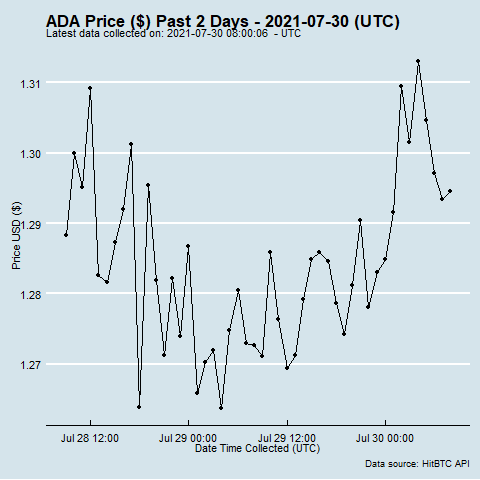 ADA Price ($) Past 2 Days - 2021-07-30 (UTC)
Latest data collected on: 2021-07-30 08:00:06 - UTC
1.31
1.30
1.29
1.28
1.27
Price USD ($)
Jul 28 12:00 Jul 29 00:00 Jul 29 12:00 Jul 30 00:00
Date Time Collected (UTC)
Data source: HitBTC API